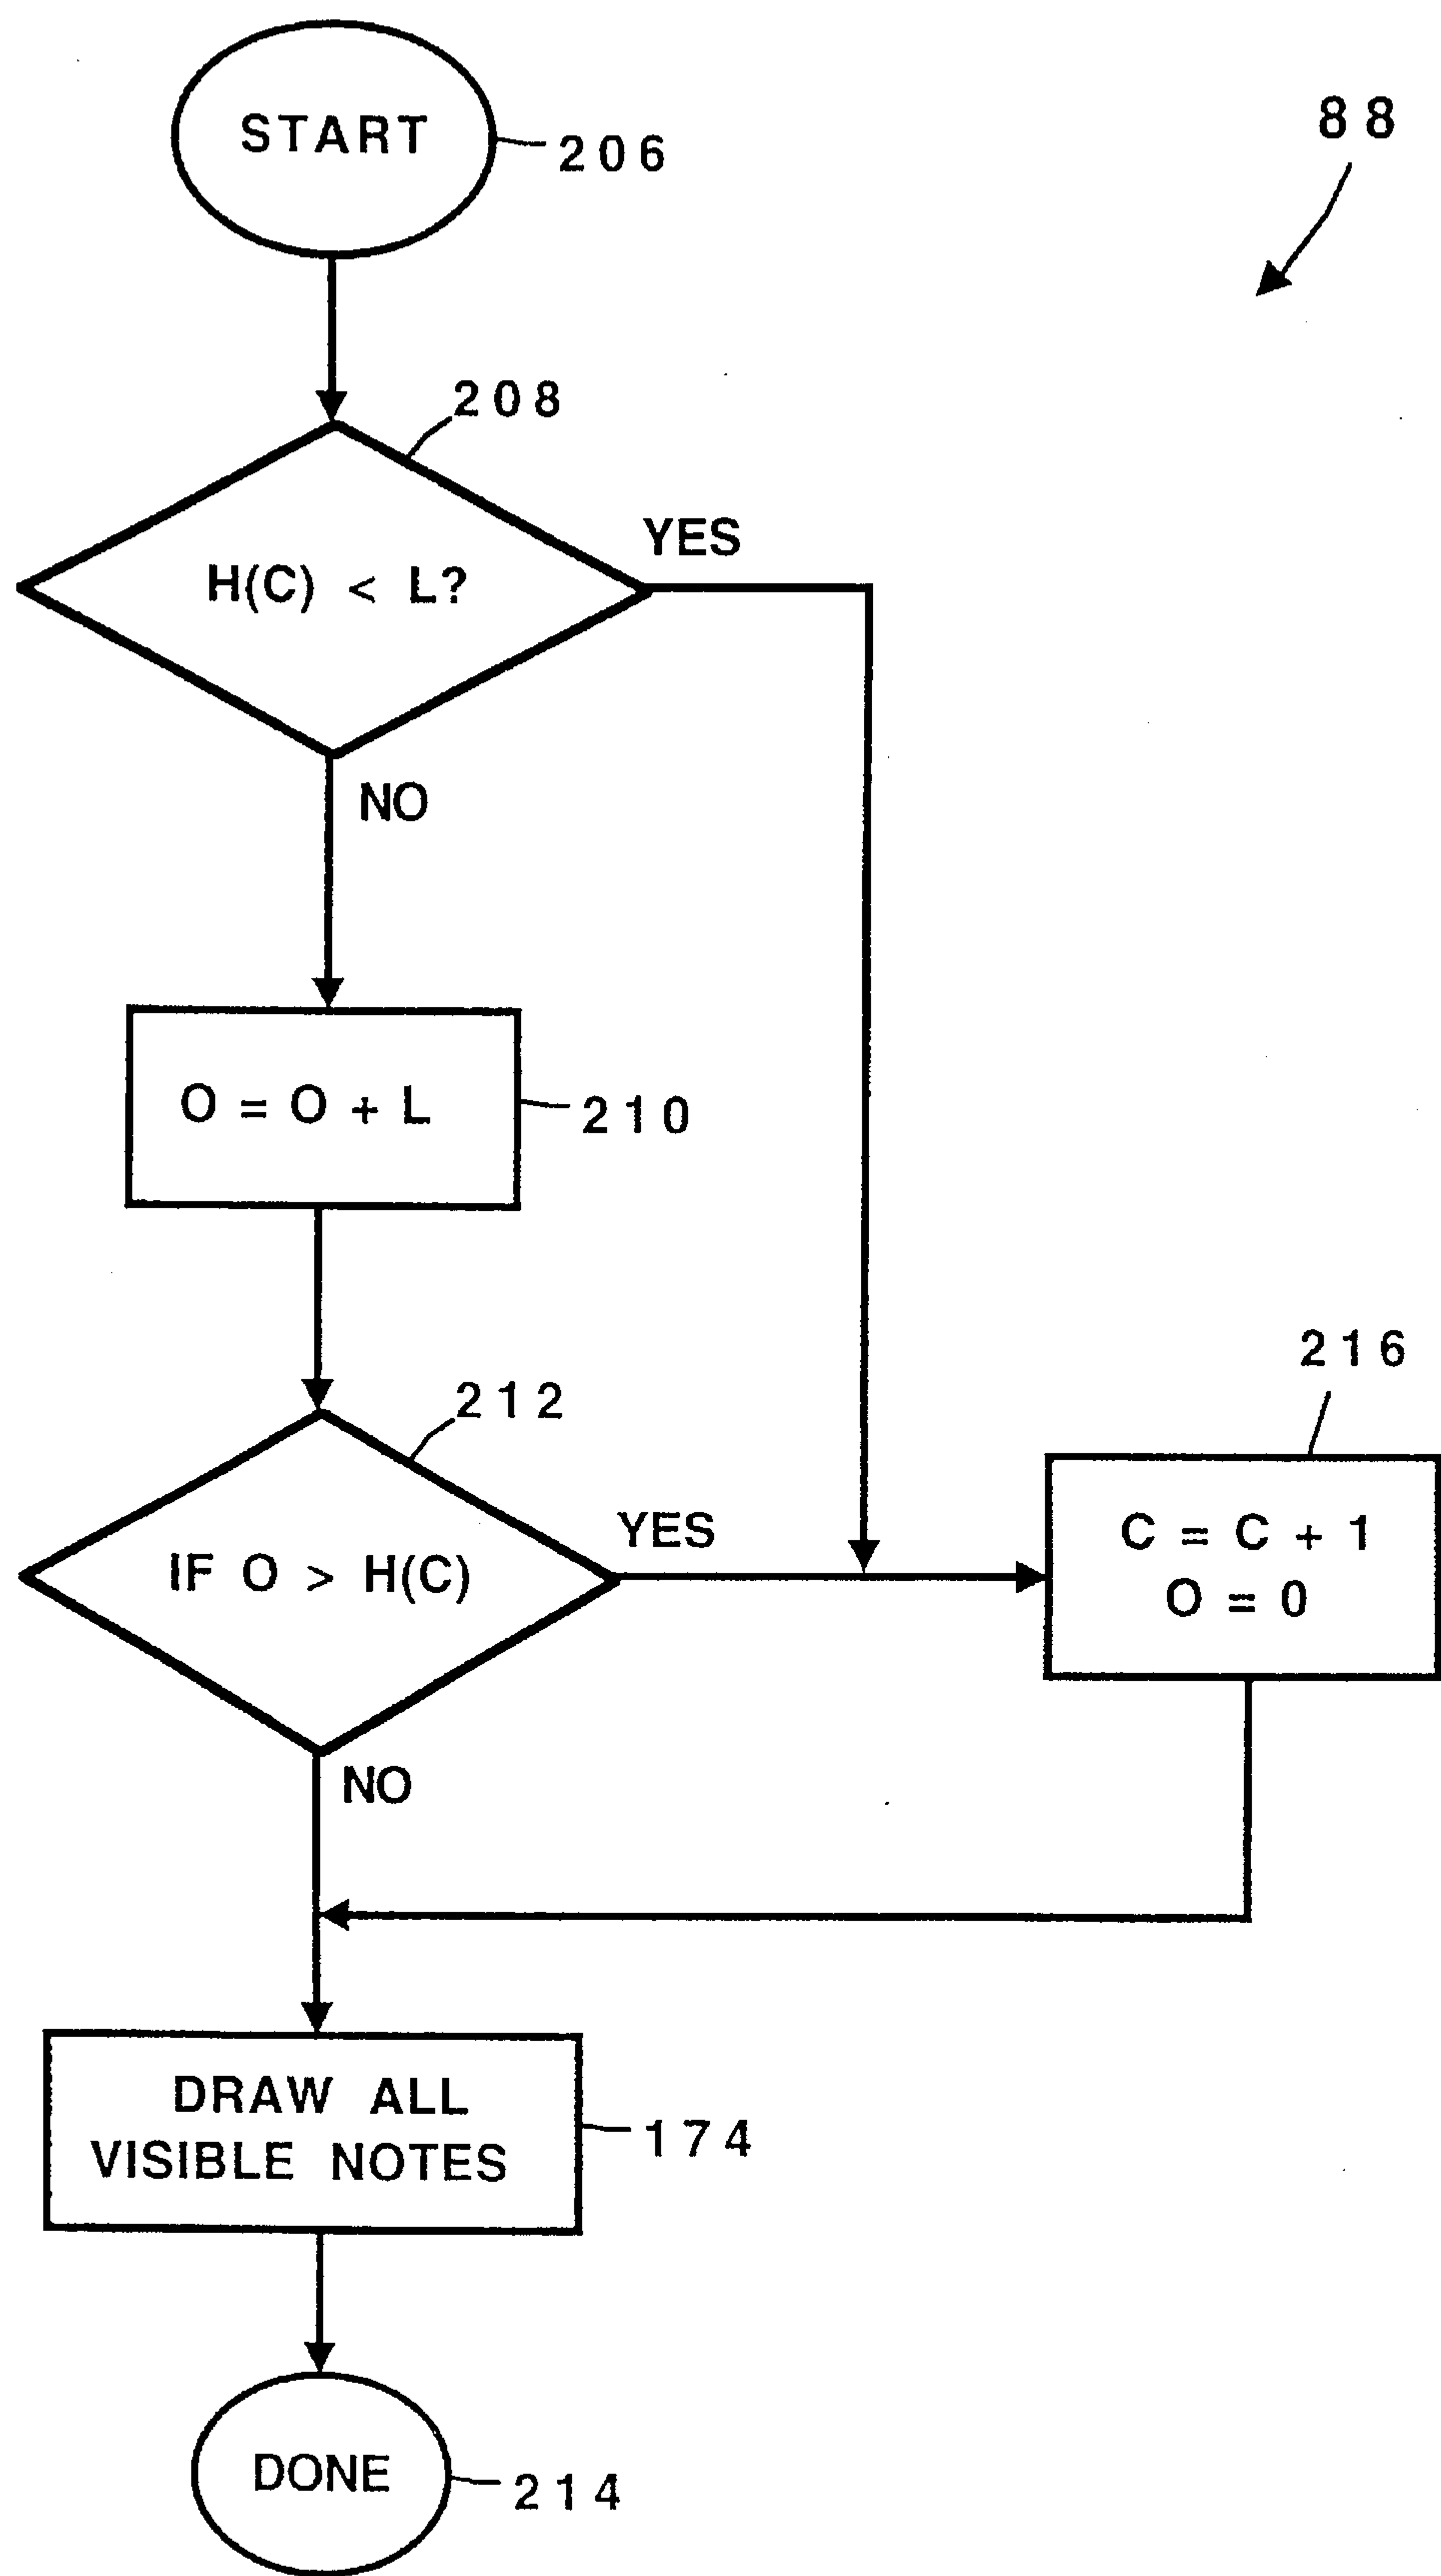 START
206
88
208
H(C) < L?
YES
NO
O = O + L
210
212
IF O > H(C)
YES
216
C = C + 1
O = 0
NO
DRAW ALL
VISIBLE NOTES
174
DONE
214